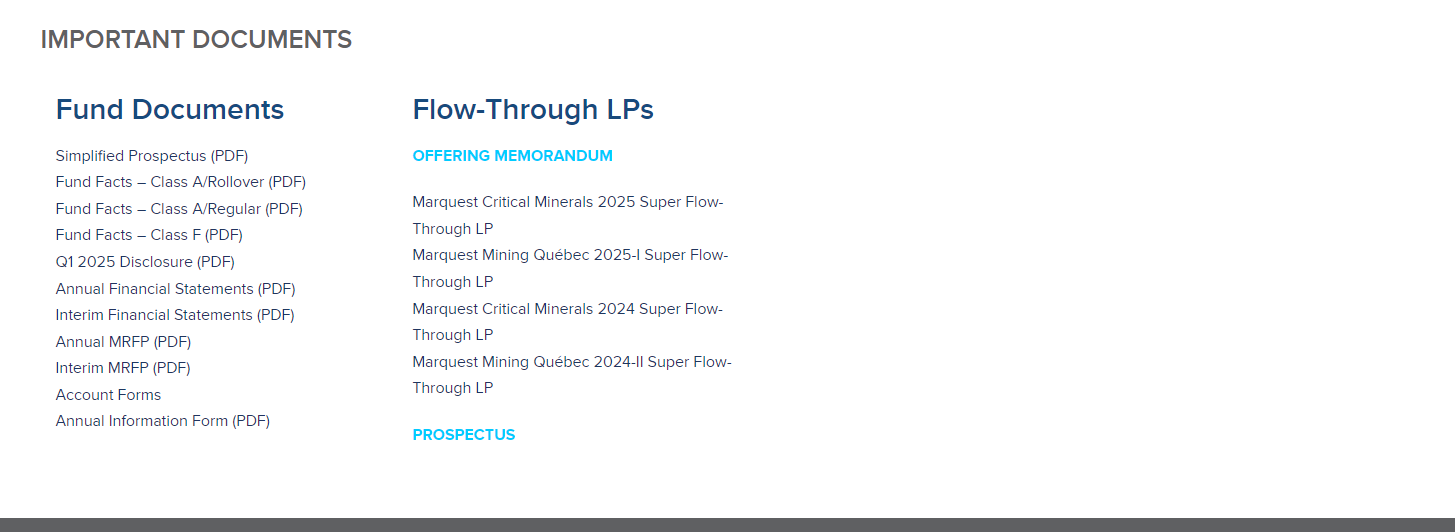 IMPORTANT DOCUMENTS
Fund Documents
Simplified Prospectus (PDF)
Fund Facts – Class A/Rollover (PDF)
Fund Facts – Class A/Regular (PDF)
Fund Facts – Class F (PDF)
Q1 2025 Disclosure (PDF)
Annual Financial Statements (PDF)
Interim Financial Statements (PDF)
Annual MRFP (PDF)
Interim MRFP (PDF)
Account Forms
Annual Information Form (PDF)
Flow-Through LPs
OFFERING MEMORANDUM
Marquest Critical Minerals 2025 Super Flow-
Through LP
Marquest Mining Québec 2025-I Super Flow-
Through LP
Marquest Critical Minerals 2024 Super Flow-
Through LP
Marquest Mining Québec 2024-II Super Flow-
Through LP
PROSPECTUS